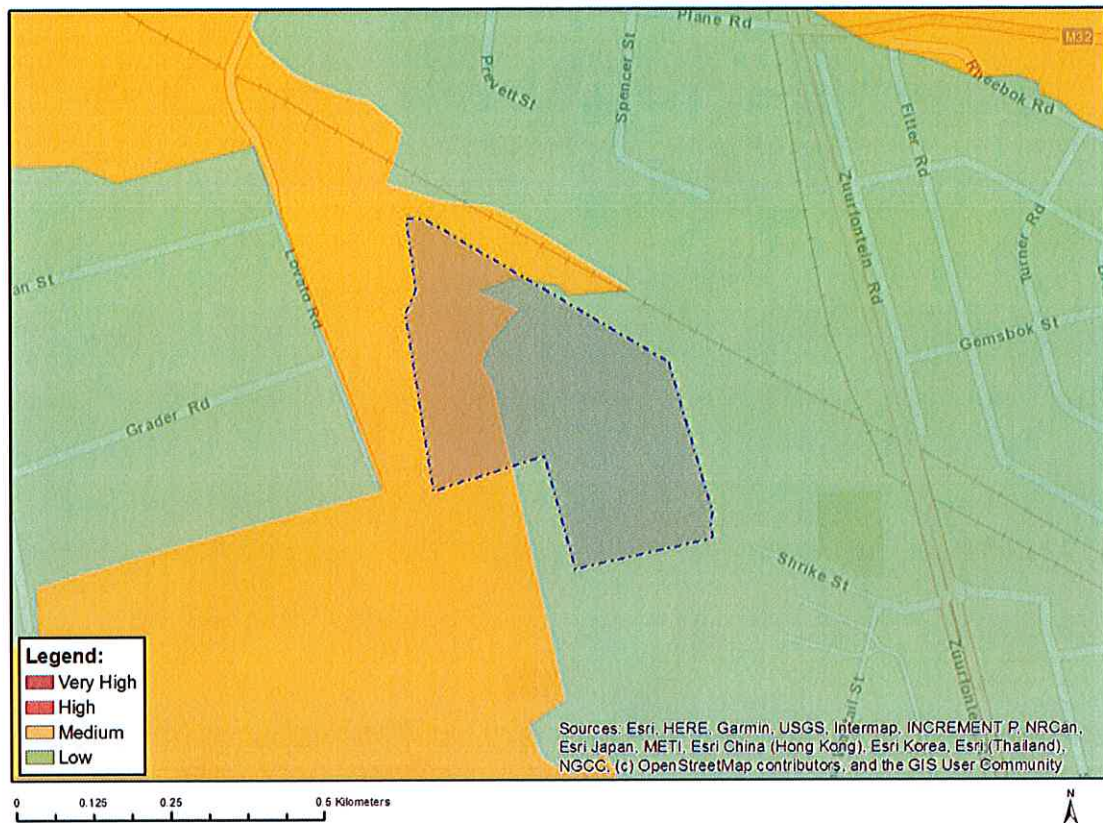 Plane Rd
M32
Prevett St
Spencer St
Rheebok Rd
Fitter Rd
Zuurfontein Rd
Turner Rd
an St
Lovato Rd
Gemsbok St
Grader Rd
Shrike St
Zuurfonte
St
Legend:
Very High
High
Medium
Low
Sources: Esri, HERE, Garmin, USGS, Intermap, INCREMENT P, NRCan,
Esri Japan, METI, Esri China (Hong Kong), Esri Korea, Esri (Thailand),
NGCC, (c) OpenStreetMap contributors, and the GIS User Community
0 0.125 0.25 0.5 Kilometers
N